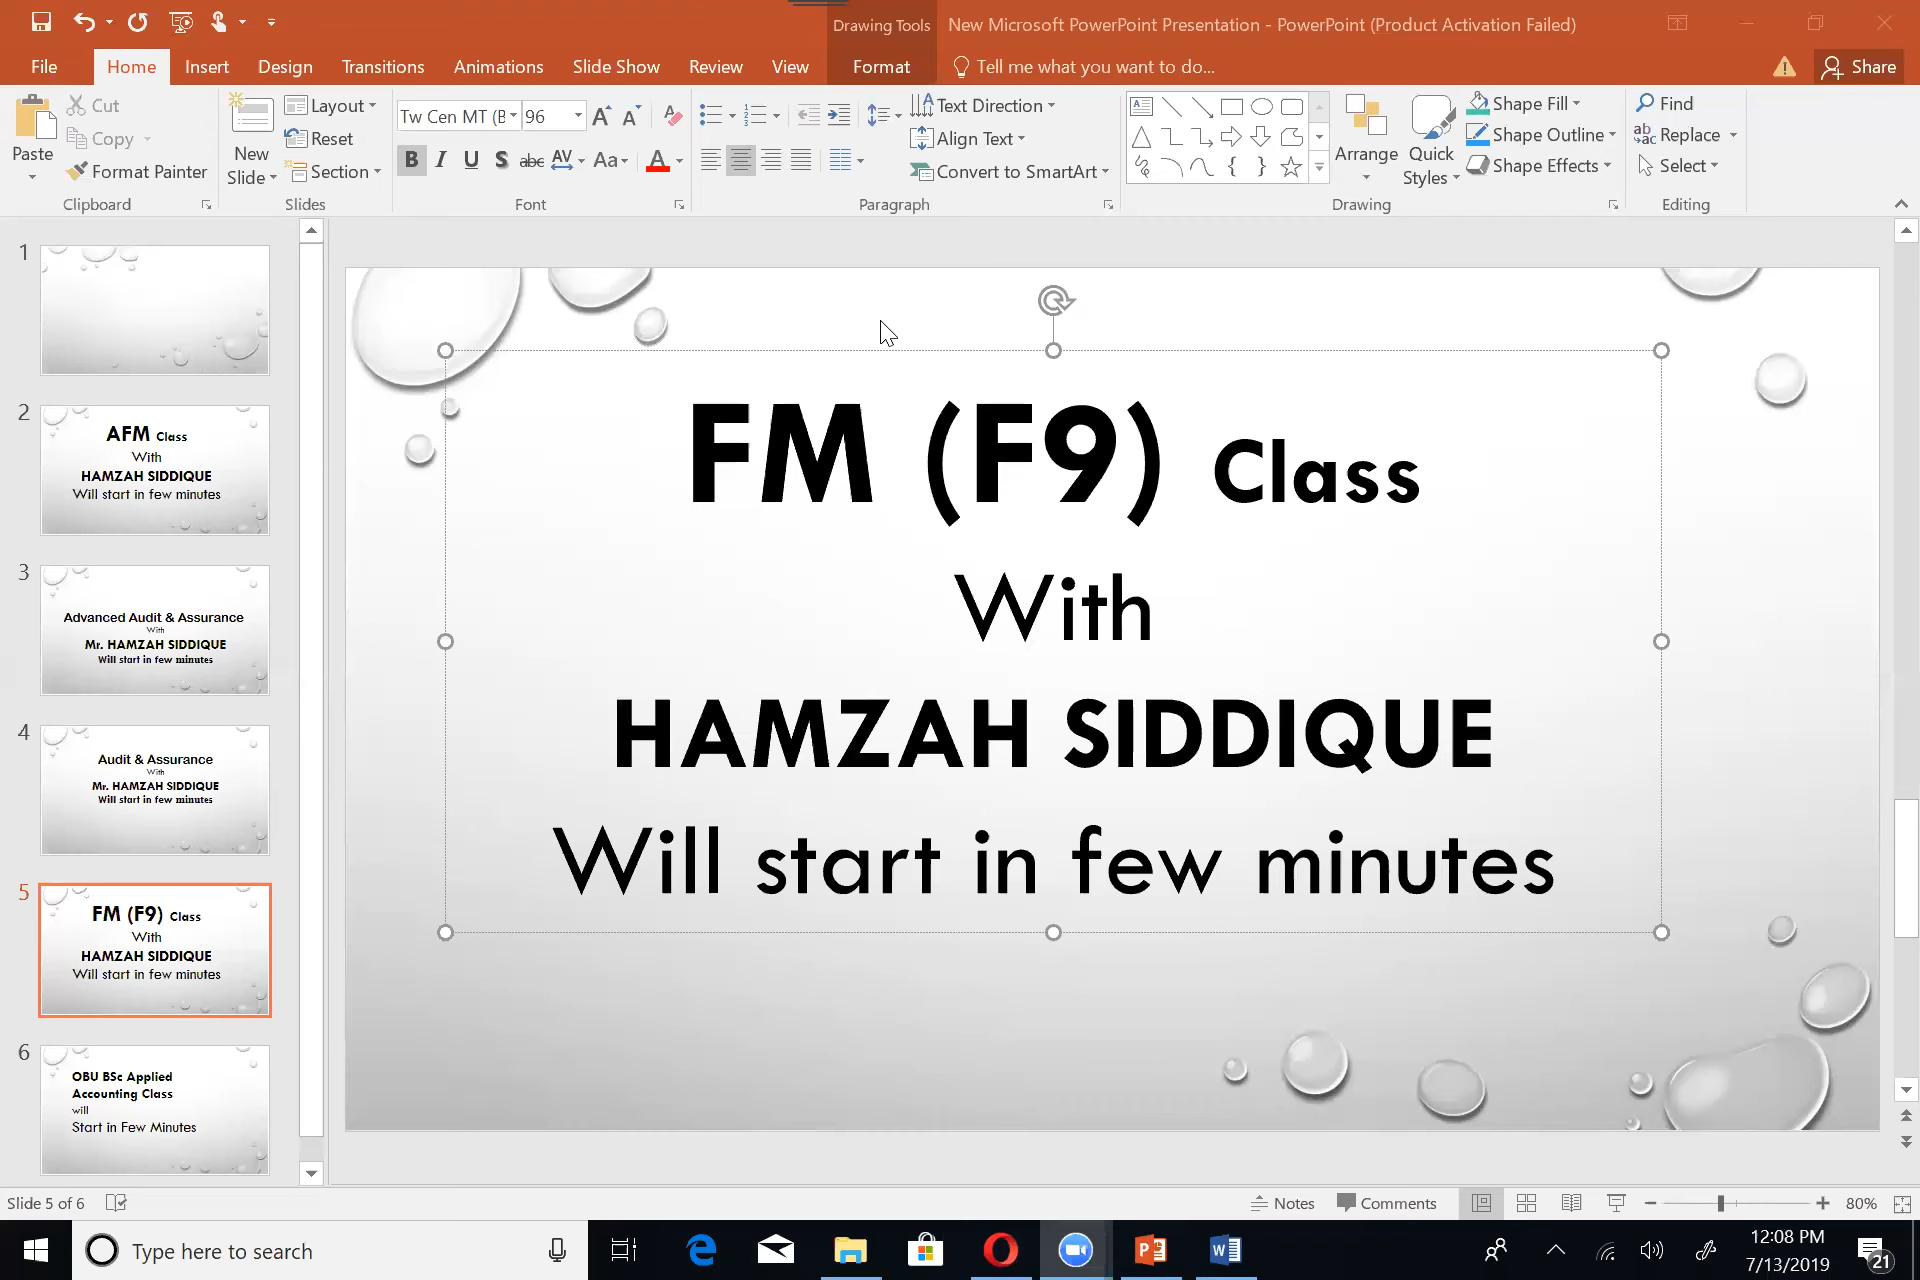 Drawing Tools
New Microsoft PowerPoint Presentation - PowerPoint (Product Activation Failed)
File
Home
Insert
Design
Transitions
Animations
Slide Show
Review
View
Format
Tell me what you want to do...
Share
Paste
Cut
Copy
Format Painter
Clipboard
New Slide
Layout
Reset
Section
Slides
Tw Cen MT (B
96
B I U S abc AV Aa A
Font
Text Direction
Align Text
Convert to SmartArt
Paragraph
Arrange
Quick Styles
Shape Fill
Shape Outline
Shape Effects
Drawing
Find
Replace
Select
Editing
1
2
AFM Class
With
HAMZAH SIDDIQUE
Will start in few minutes
3
Advanced Audit & Assurance
With
Mr. HAMZAH SIDDIQUE
Will start in few minutes
4
Audit & Assurance
With
Mr. HAMZAH SIDDIQUE
Will start in few minutes
5
FM (F9) Class
With
HAMZAH SIDDIQUE
Will start in few minutes
6
OBU BSc Applied
Accounting Class
will
Start in Few Minutes
FM (F9) Class
With
HAMZAH SIDDIQUE
Will start in few minutes
Slide 5 of 6
Notes
Comments
80%
Type here to search
12:08 PM
7/13/2019
21